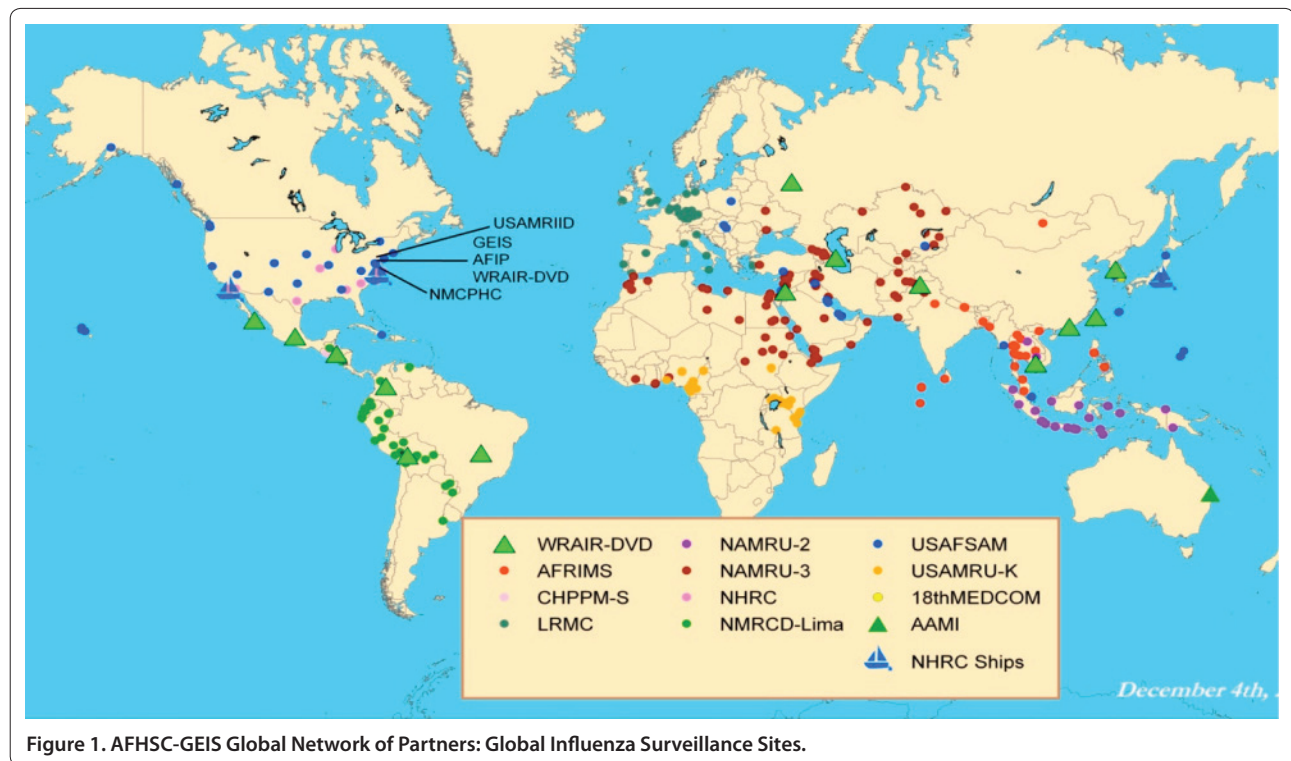 USAMRIID
GEIS
AFIP
WRAIR-DVD
NMCPHC
WRAIR-DVD
AFRIMS
CHPPM-S
LRMC
NAMRU-2
NAMRU-3
NHRC
NMRCD-Lima
USAFSAM
USAMRU-K
18thMEDCOM
AAMI
NHRC Ships
December 4th,
Figure 1. AFHSC-GEIS Global Network of Partners: Global Influenza Surveillance Sites.